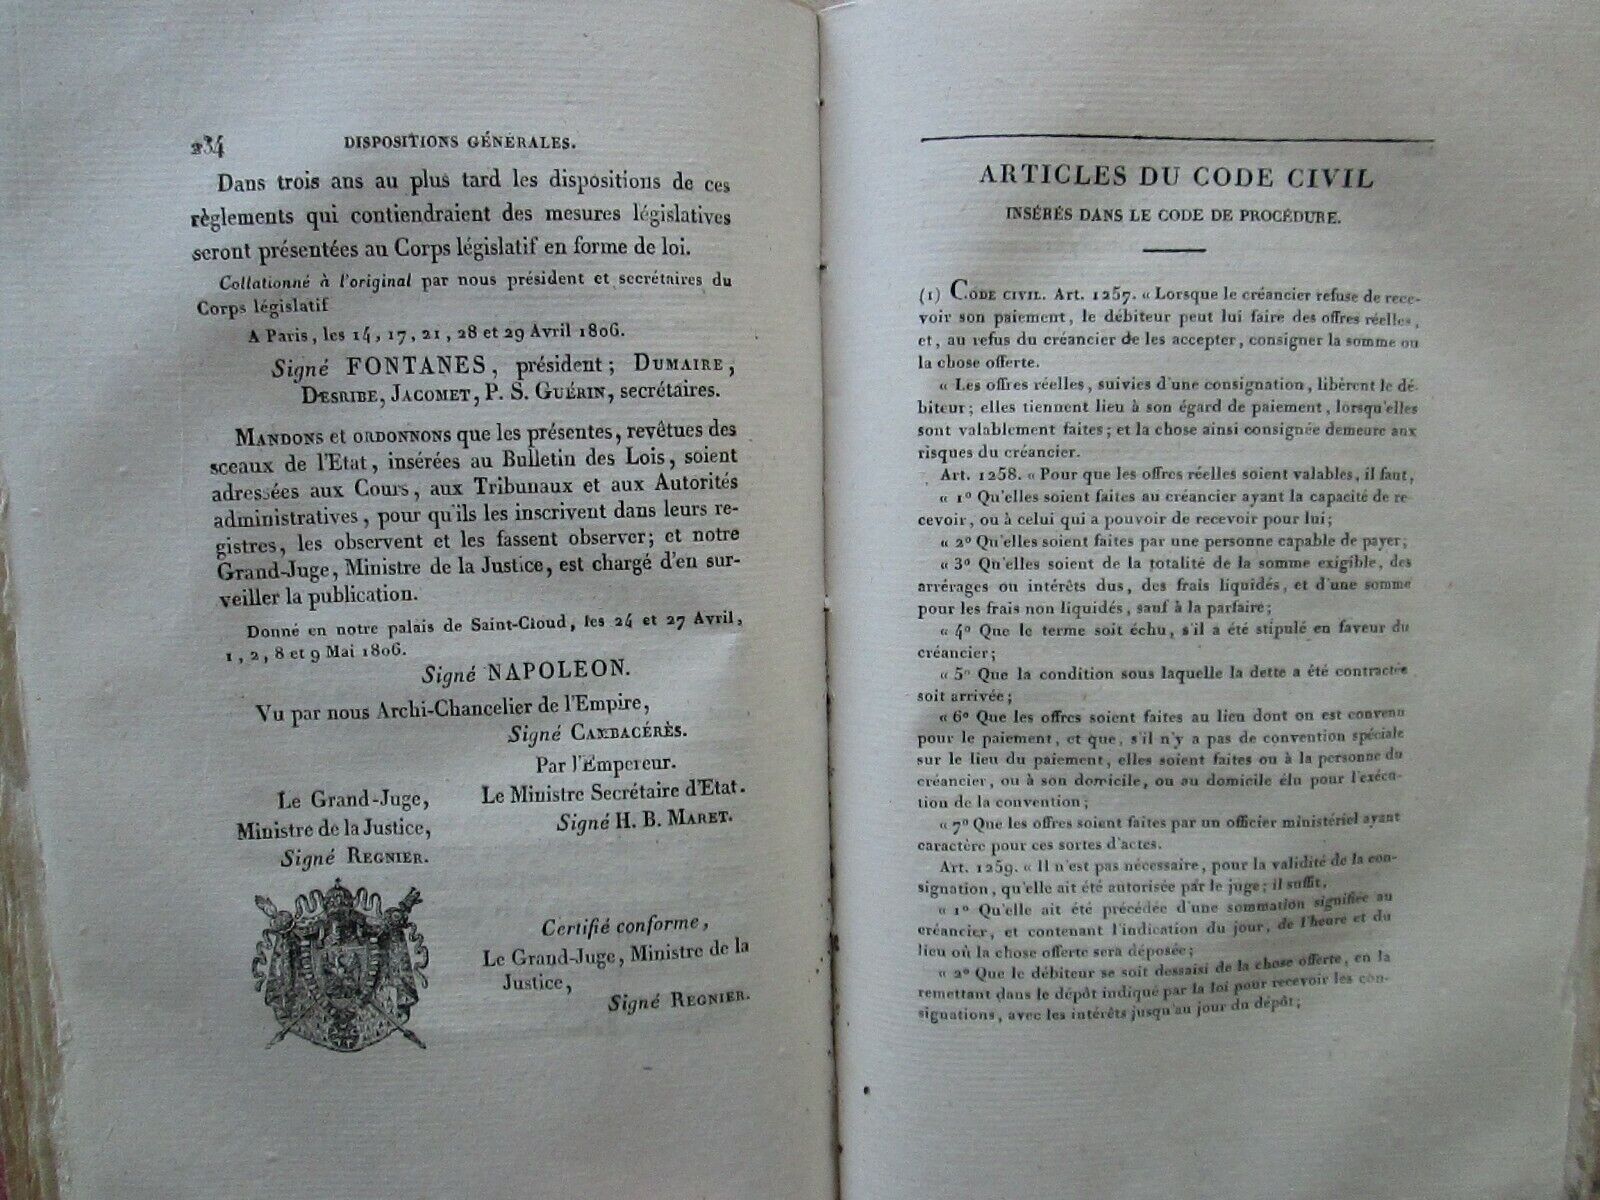 234 DISPOSITIONS GÉNÉRALES.
Dans trois ans au plus tard les dispositions de ces
règlements qui contiendraient des mesures législatives
seront présentées au Corps législatif en forme de loi.
Collationné à l'original par nous président et secrétaires du
Corps législatif
A Paris, les 14, 17, 21, 28 et 29 Avril 1806.
Signé FONTANES, président; DUMAIRE,
DESRIBE, JACOMET, P. S. GUÉRIN, secrétaires.
MANDONS et ORDONNONS que les présentes, revêtues des
sceaux de l'Etat, insérées au Bulletin des Lois, soient
adressées aux Cours, aux Tribunaux et aux Autorités
administratives, pour qu'ils les inscrivent dans leurs re-
gistres, les observent et les fassent observer; et notre
Grand-Juge, Ministre de la Justice, est chargé d'en sur-
veiller la publication.
Donné en notre palais de Saint-Cloud, les 24 et 27 Avril,
1, 2, 8 et 9 Mai 1806.
Signé NAPOLEON.
Vu par nous Archi-Chancelier de l'Empire,
Signé CAMBACÉRÈS.
Par l'Empereur.
Le Grand-Juge,
Ministre de la Justice,
Signé REGNIER.
Le Ministre Secrétaire d'Etat.
Signé H. B. MARET.
Certifié conforme,
Le Grand-Juge, Ministre de la
Justice,
Signé REGNIER.
ARTICLES DU CODE CIVIL
INSÉRÉS DANS LE CODE DE PROCÉDURE.
(1) CODE CIVIL. Art. 1257. « Lorsque le créancier refuse de rece-
voir son paiement, le débiteur peut lui faire des offres réelles,
et, au refus du créancier de les accepter, consigner la somme ou
la chose offerte.
« Les offres réelles, suivies d'une consignation, libèrent le dé-
biteur; elles tiennent lieu à son égard de paiement, lorsqu'elles
sont valablement faites; et la chose ainsi consignée demeure aux
risques du créancier.
Art. 1258. « Pour que les offres réelles soient valables, il faut,
« 1° Qu'elles soient faites au créancier ayant la capacité de re-
cevoir, ou à celui qui a pouvoir de recevoir pour lui;
« 2° Qu'elles soient faites par une personne capable de payer;
« 3° Qu'elles soient de la totalité de la somme exigible, des
arrérages ou intérêts dus, des frais liquidés, et d'une somme
pour les frais non liquidés, sauf à la parfaire;
« 4° Que le terme soit échu, s'il a été stipulé en faveur du
créancier;
« 5° Que la condition sous laquelle la dette a été contractée
soit arrivée;
« 6° Que les offres soient faites au lieu dont on est convenu
pour le paiement, et que, s'il n'y a pas de convention spéciale
sur le lieu du paiement, elles soient faites ou à la personne du
créancier, ou à son domicile, ou au domicile élu pour l'exécu-
tion de la convention;
« 7° Que les offres soient faites par un officier ministériel ayant
caractère pour ces sortes d'actes.
Art. 1259. « Il n'est pas nécessaire, pour la validité de la con-
signation, qu'elle ait été autorisée par le juge; il suffit,
« 1° Qu'elle ait été précédée d'une sommation signifiée au
créancier, et contenant l'indication du jour, de l'heure et du
lieu où la chose offerte sera déposée;
« 2° Que le débiteur se soit dessaisi de la chose offerte, en la
remettant dans le dépôt indiqué par la loi pour recevoir les con-
signations, avec les intérêts jusqu'au jour du dépôt;